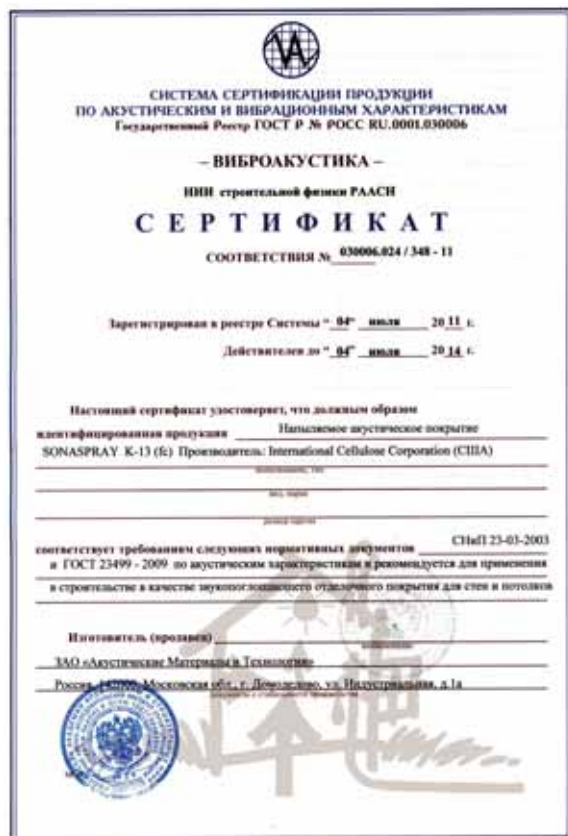 СИСТЕМА СЕРТИФИКАЦИИ ПРОДУКЦИИ
ПО АКУСТИЧЕСКИМ И ВИБРАЦИОННЫМ ХАРАКТЕРИСТИКАМ
Государственный Реестр ГОСТ Р № РОСС RU.0001.030006
– ВИБРОАКУСТИКА –
НИИ строительной физики РААСН
СЕРТИФИКАТ
СООТВЕТСТВИЯ № 030006.024 / 348 - 11
Зарегистрирован в реестре Системы " 04" июля 20 11 г.
Действителен до " 04" июля 20 14 г.
Настоящий сертификат удостоверяет, что должным образом
идентифицированная продукция Напыляемое акустическое покрытие
SONASPRAY K-13 (fc) Производитель: International Cellulose Corporation (США)
соответствует требованиям следующих нормативных документов СНиП 23-03-2003
и ГОСТ 23499 - 2009 по акустическим характеристикам и рекомендуется для применения
в строительстве в качестве звукопоглощающего отделочного покрытия для стен и потолков
Изготовитель (продавец)
ЗАО «Акустические Материалы и Технологии»
Россия, Московская обл., г. Домодедово, ул. Индустриальная, д.1а